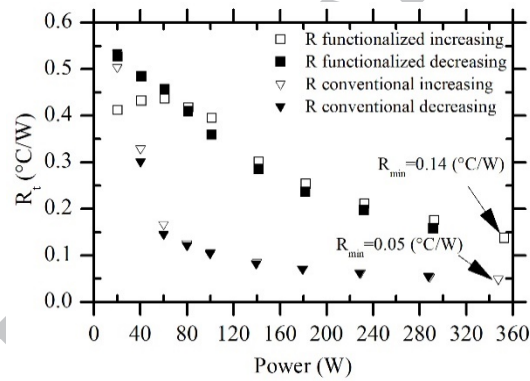 0.6
0.5
0.4
0.3
0.2
0.1
0.0
R_t (°C/W)
R functionalized increasing
R functionalized decreasing
R conventional increasing
R conventional decreasing
R_min=0.14 (°C/W)
R_min=0.05 (°C/W)
0 40 80 120 160 200 240 280 320 360
Power (W)